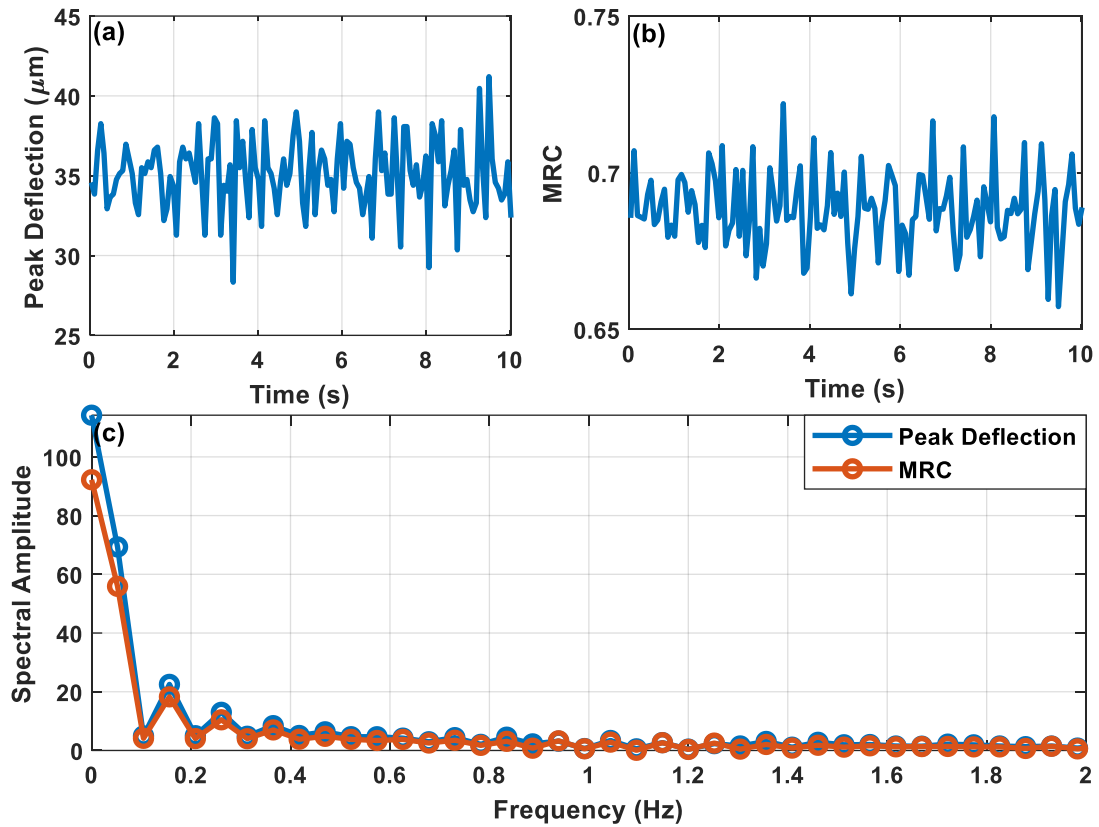 (a)
Peak Deflection (μm)
45
40
35
30
25
0 2 4 6 8 10
Time (s)
(b)
MRC
0.75
0.7
0.65
0 2 4 6 8 10
Time (s)
(c)
Spectral Amplitude
100
80
60
40
20
0
0 0.2 0.4 0.6 0.8 1 1.2 1.4 1.6 1.8 2
Frequency (Hz)
Peak Deflection
MRC